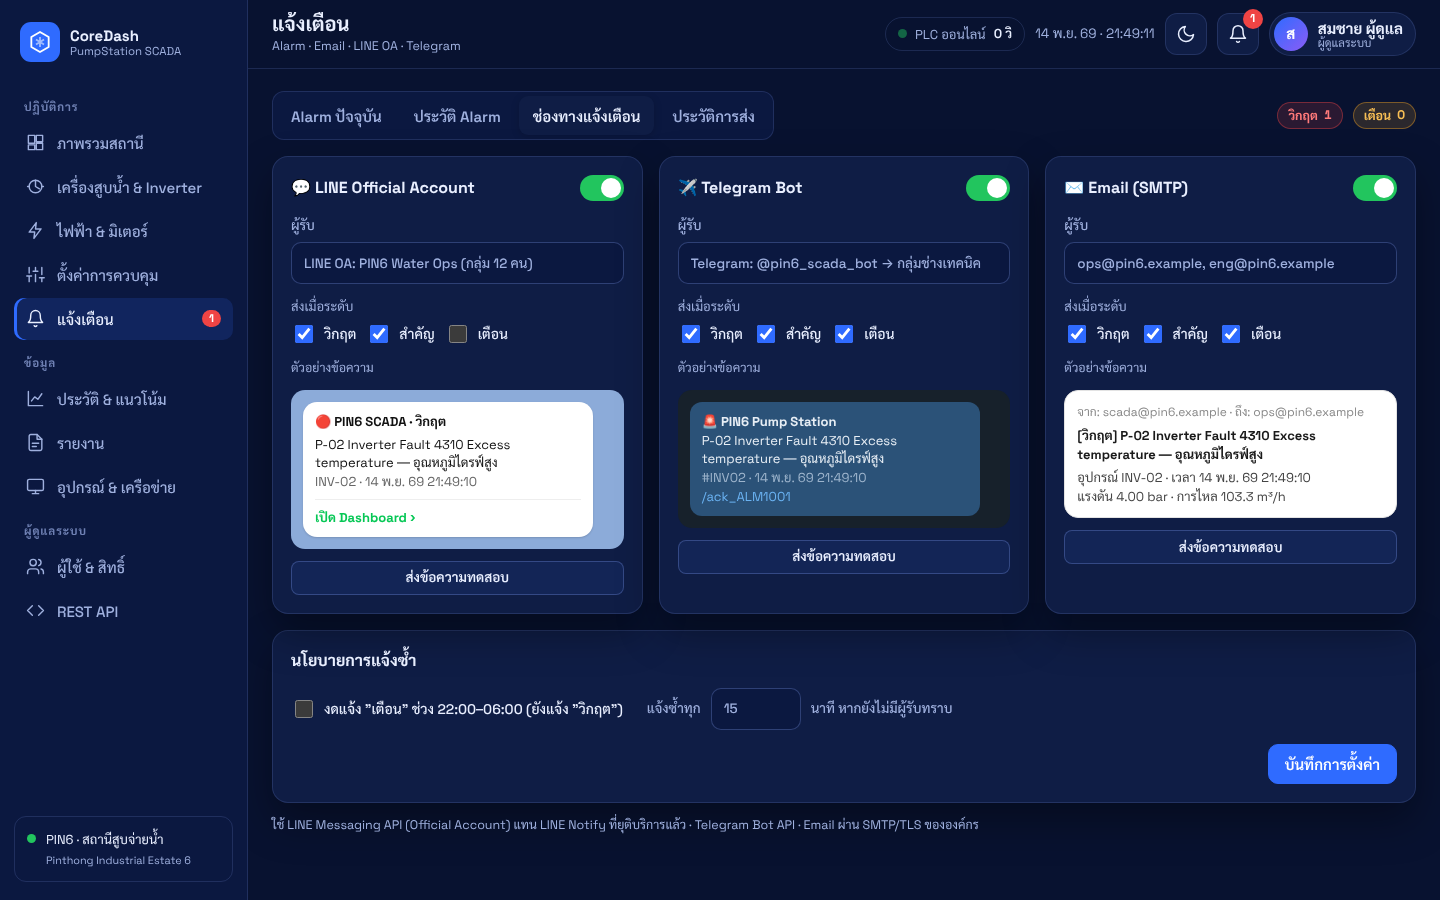 CoreDash
PumpStation SCADA
ปฏิบัติการ
ภาพรวมสถานี
เครื่องสูบน้ำ & Inverter
ไฟฟ้า & มิเตอร์
ตั้งค่าการควบคุม
แจ้งเตือน 1
ข้อมูล
ประวัติ & แนวโน้ม
รายงาน
อุปกรณ์ & เครือข่าย
ผู้ดูแลระบบ
ผู้ใช้ & สิทธิ์
REST API
PIN6 · สถานีสูบจ่ายน้ำ
Pinthong Industrial Estate 6
แจ้งเตือน
Alarm · Email · LINE OA · Telegram
PLC ออนไลน์ 0 วิ
14 พ.ย. 69 · 21:49:11
1
ส
สมชาย ผู้ดูแล
ผู้ดูแลระบบ
Alarm ปัจจุบัน ประวัติ Alarm ช่องทางแจ้งเตือน ประวัติการส่ง
วิกฤต 1 เตือน 0
💬 LINE Official Account
ผู้รับ
LINE OA: PIN6 Water Ops (กลุ่ม 12 คน)
ส่งเมื่อระดับ
วิกฤต สำคัญ เตือน
ตัวอย่างข้อความ
🔴 PIN6 SCADA · วิกฤต
P-02 Inverter Fault 4310 Excess
temperature — อุณหภูมิไดรฟ์สูง
INV-02 · 14 พ.ย. 69 21:49:10
เปิด Dashboard ›
ส่งข้อความทดสอบ
✈️ Telegram Bot
ผู้รับ
Telegram: @pin6_scada_bot → กลุ่มช่างเทคนิค
ส่งเมื่อระดับ
วิกฤต สำคัญ เตือน
ตัวอย่างข้อความ
🚨 PIN6 Pump Station
P-02 Inverter Fault 4310 Excess
temperature — อุณหภูมิไดรฟ์สูง
#INV02 · 14 พ.ย. 69 21:49:10
/ack_ALM1001
ส่งข้อความทดสอบ
✉️ Email (SMTP)
ผู้รับ
ops@pin6.example, eng@pin6.example
ส่งเมื่อระดับ
วิกฤต สำคัญ เตือน
ตัวอย่างข้อความ
จาก: scada@pin6.example · ถึง: ops@pin6.example
[วิกฤต] P-02 Inverter Fault 4310 Excess
temperature — อุณหภูมิไดรฟ์สูง
อุปกรณ์ INV-02 · เวลา 14 พ.ย. 69 21:49:10
แรงดัน 4.00 bar · การไหล 103.3 m³/h
ส่งข้อความทดสอบ
นโยบายการแจ้งซ้ำ
งดแจ้ง ”เตือน” ช่วง 22:00–06:00 (ยังแจ้ง ”วิกฤต”) แจ้งซ้ำทุก 15 นาที หากยังไม่มีผู้รับทราบ
บันทึกการตั้งค่า
ใช้ LINE Messaging API (Official Account) แทน LINE Notify ที่ยุติบริการแล้ว · Telegram Bot API · Email ผ่าน SMTP/TLS ขององค์กร